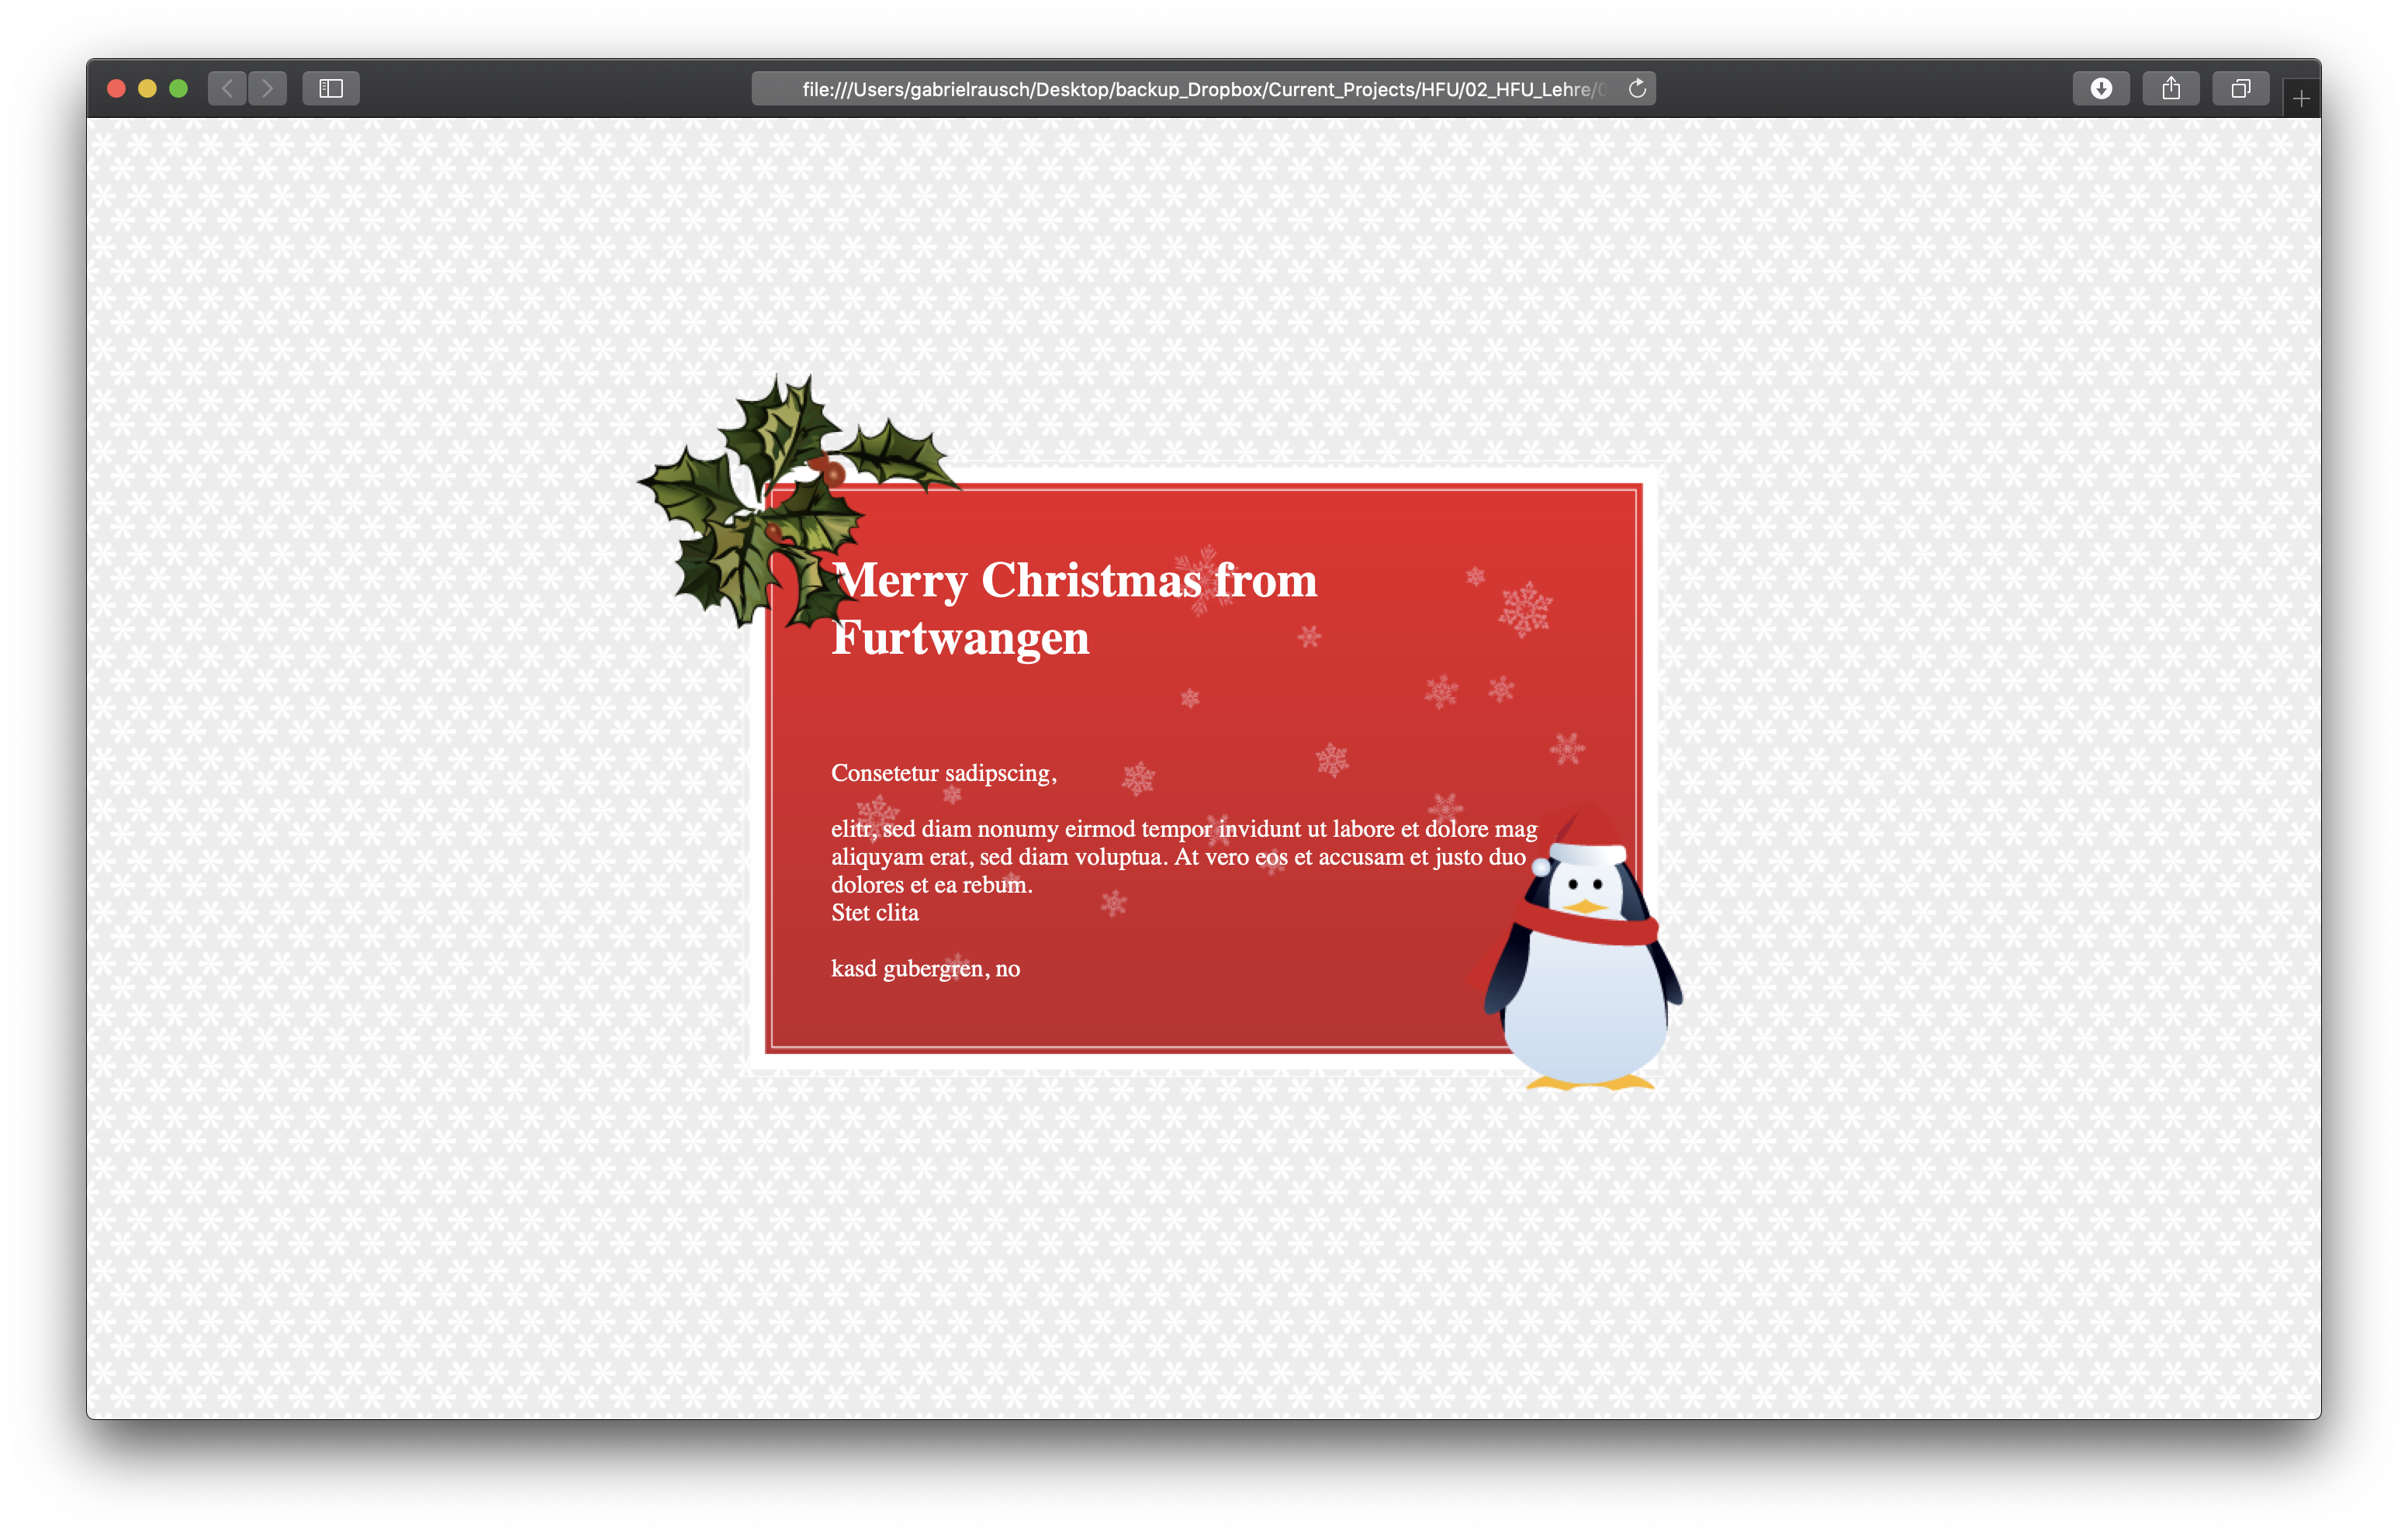 file:///Users/gabrielrausch/Desktop/backup_Dropbox/Current_Projects/HFU/02_HFU_Lehre/
Merry Christmas from
Furtwangen
Consetetur sadipscing,
elitr, sed diam nonumy eirmod tempor invidunt ut labore et dolore mag
aliquyam erat, sed diam voluptua. At vero eos et accusam et justo duo
dolores et ea rebum.
Stet clita
kasd gubergren, no